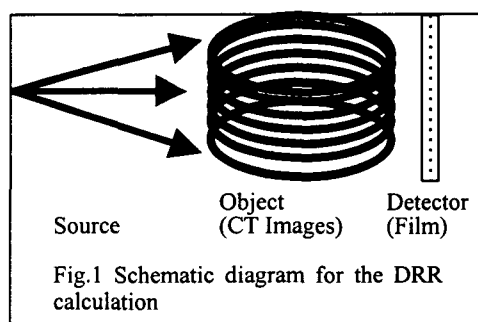 Source
Object
(CT Images)
Detector
(Film)
Fig.1 Schematic diagram for the DRR
calculation